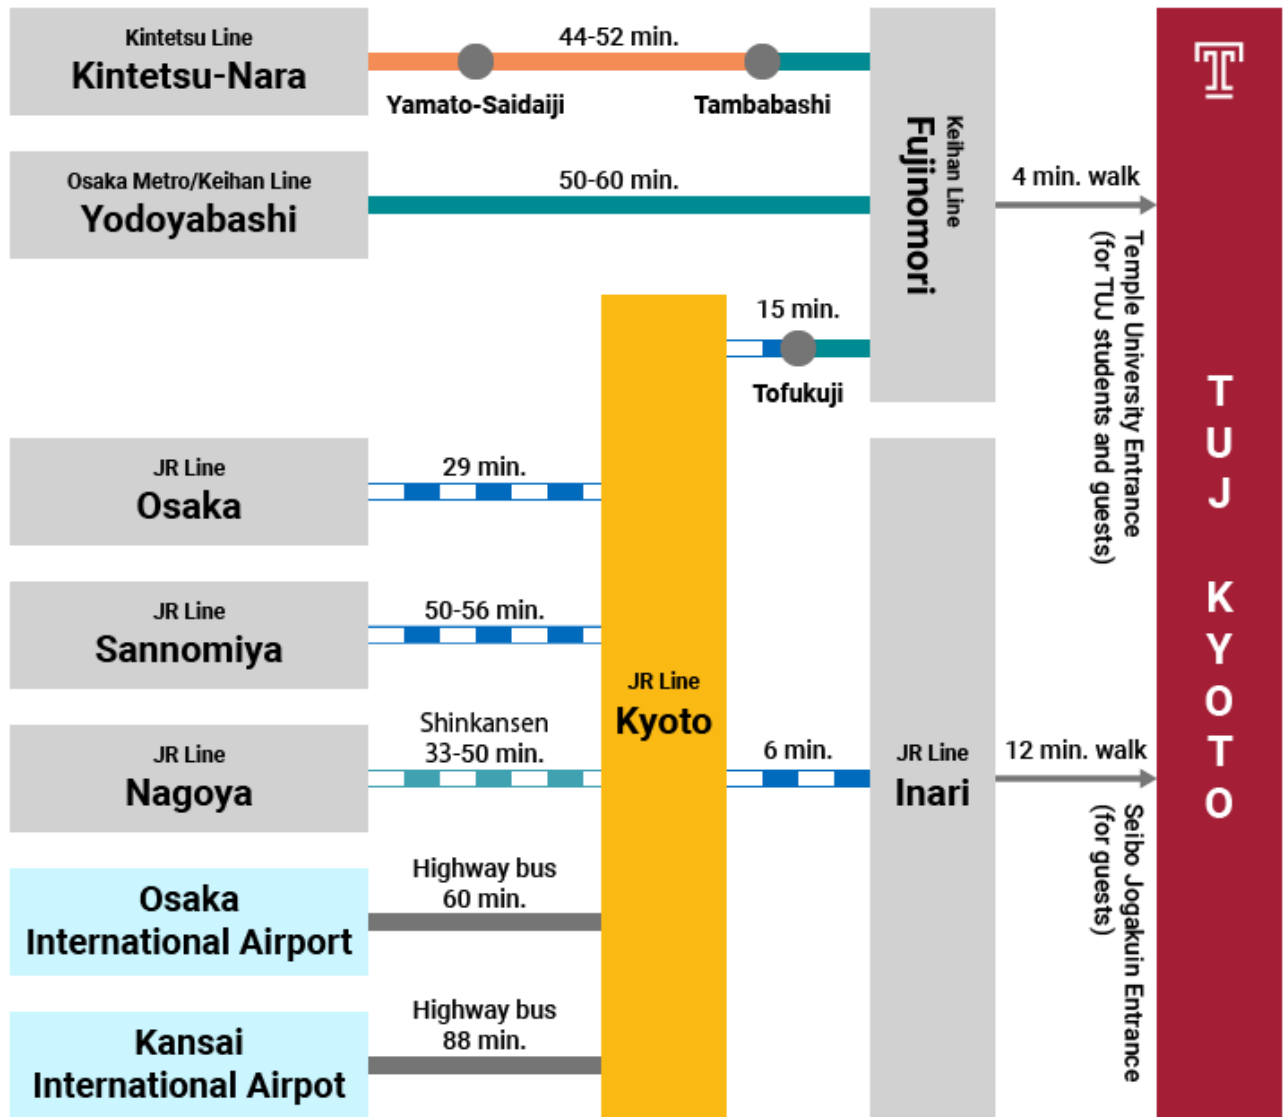 Kintetsu Line
Kintetsu-Nara
44-52 min.
Yamato-Saidaiji
Tambabashi
Osaka Metro/Keihan Line
Yodoyabashi
50-60 min.
Keihan Line
Fujinomori
4 min. walk
Temple University Entrance
(for TUJ students and guests)
15 min.
Tofukuji
JR Line
Osaka
29 min.
JR Line
Sannomiya
50-56 min.
JR Line
Nagoya
Shinkansen
33-50 min.
JR Line
Kyoto
6 min.
JR Line
Inari
12 min. walk
Seibo Jogakuin Entrance
(for guests)
Osaka
International Airport
Highway bus
60 min.
Kansai
International Airpot
Highway bus
88 min.
T
TUJ KYOTO